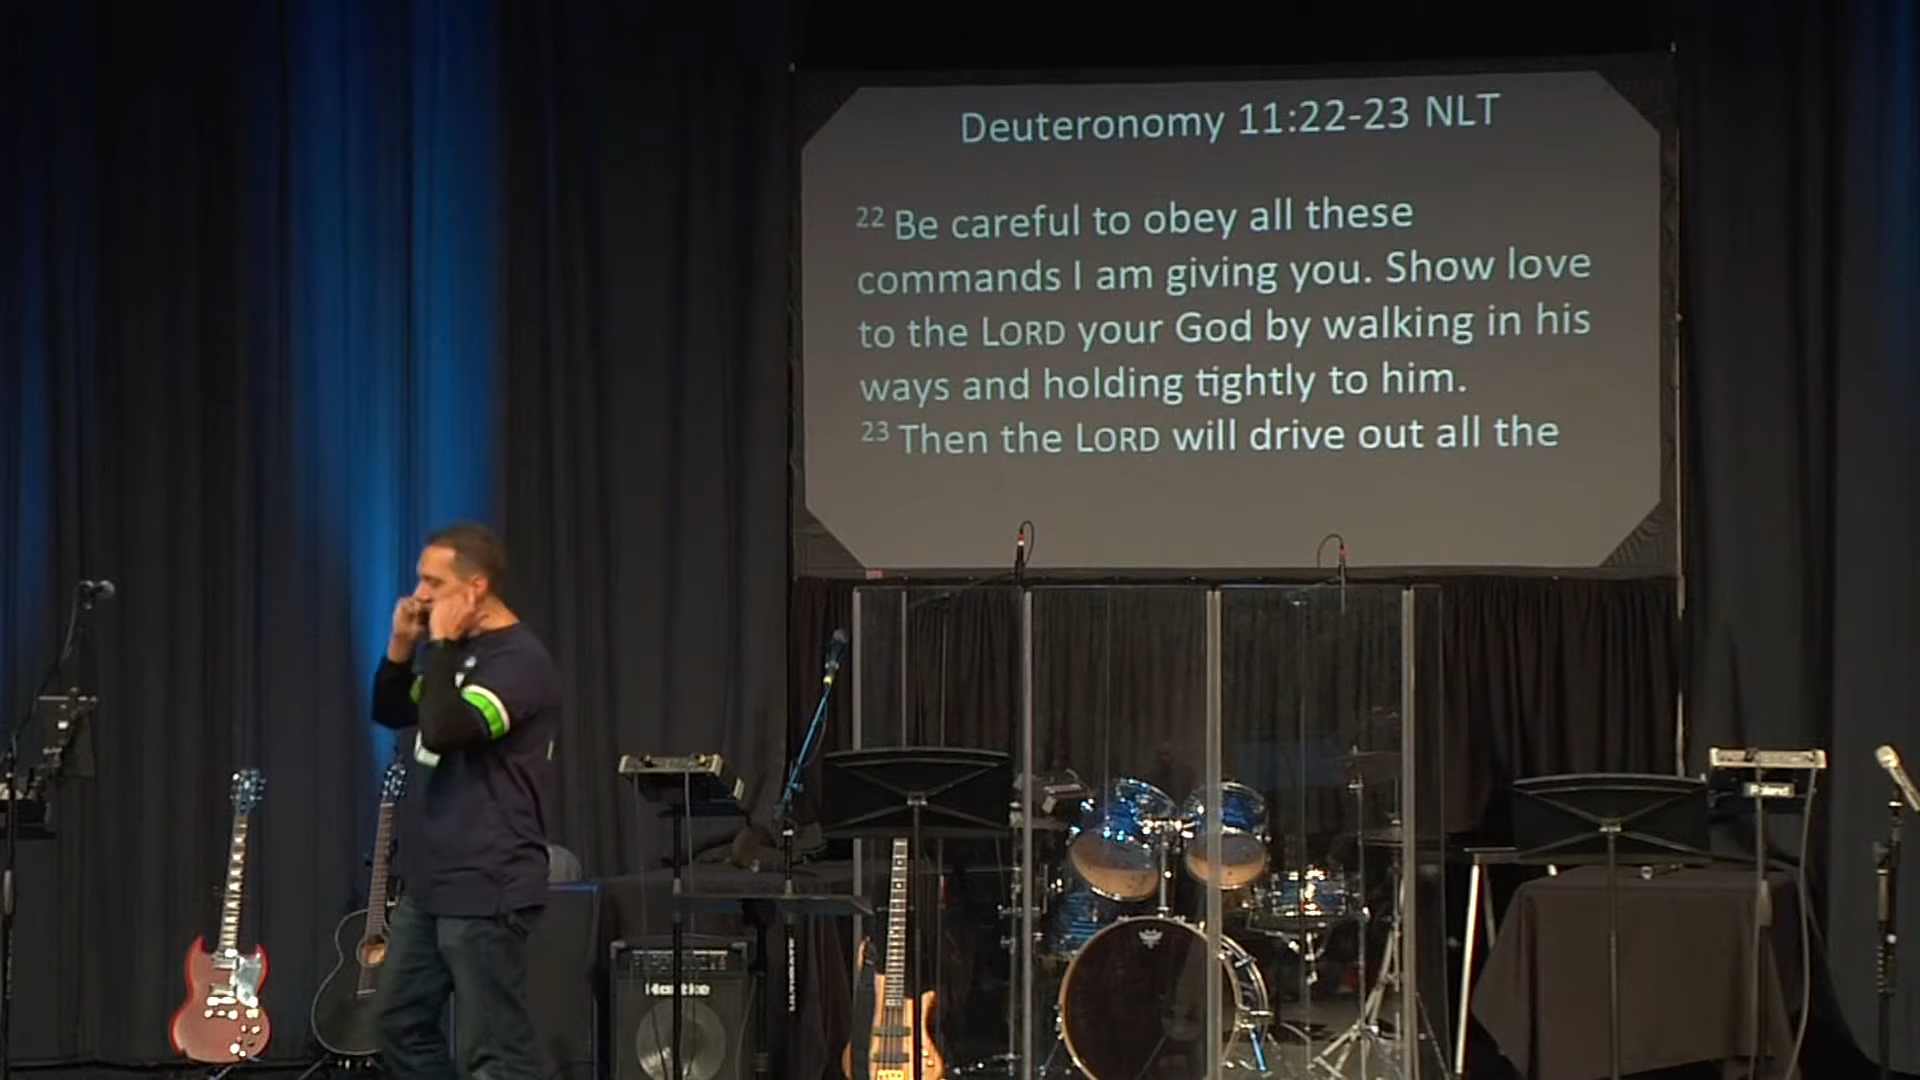 Deuteronomy 11:22-23 NLT
22 Be careful to obey all these
commands I am giving you. Show love
to the LORD your God by walking in his
ways and holding tightly to him.
23 Then the LORD will drive out all the
Hartke
Roland